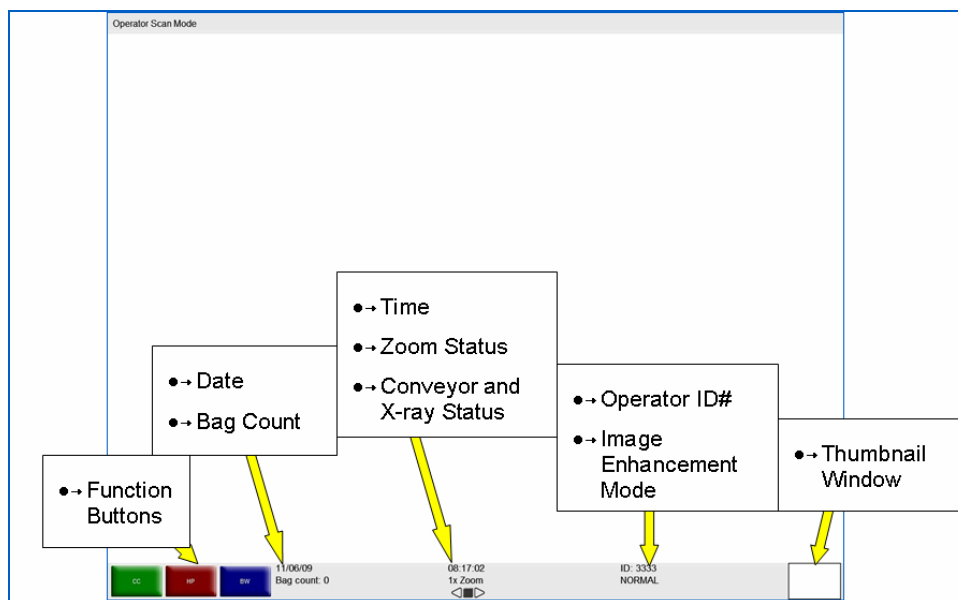 Operator Scan Mode
● → Time
● → Zoom Status
● → Conveyor and
X-ray Status
● → Date
● → Bag Count
● → Operator ID#
● → Image
Enhancement
Mode
● → Thumbnail
Window
● → Function
Buttons
CC HP BW
11/06/09
Bag count: 0
08:17:02
1x Zoom
ID: 3333
NORMAL